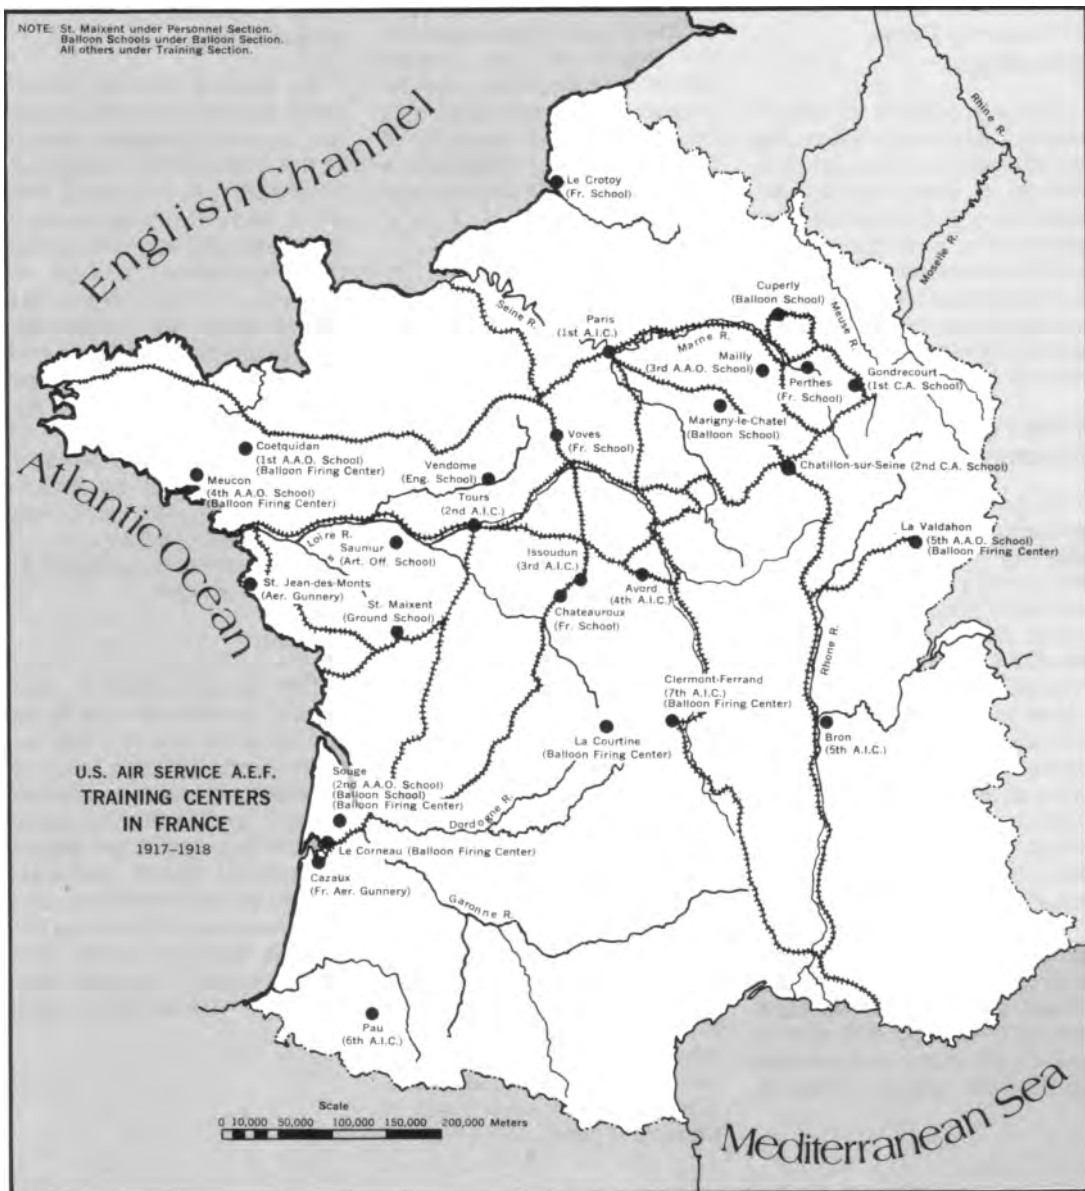 NOTE: St. Maixent under Personnel Section.
Balloon Schools under Balloon Section.
All others under Training Section.
English Channel
Rhine R.
Le Crotoy
(Fr. School)
Moselle R.
Seine R.
Cuperly
(Balloon School)
Meuse R.
Paris
(1st A.I.C.)
Marne R.
Mailly
(3rd A.A.O. School)
Perthes
(Fr. School)
Gondrecourt
(1st C.A. School)
Marigny-le-Chatel
(Balloon School)
Coetquidan
(1st A.A.O. School)
(Balloon Firing Center)
Voves
(Fr. School)
Vendome
(Eng. School)
Chatillon-sur-Seine (2nd C.A. School)
Atlantic Ocean
Meucon
(4th A.A.O. School)
(Balloon Firing Center)
Tours
(2nd A.I.C.)
Loire R.
Saumur
(Art. Off. School)
Issoudun
(3rd A.I.C.)
La Valdahon
(5th A.A.O. School)
(Balloon Firing Center)
St. Jean-des-Monts
(Aer. Gunnery)
Avord
(4th A.I.C.)
St. Maixent
(Ground School)
Chateauroux
(Fr. School)
Rhone R.
Clermont-Ferrand
(7th A.I.C.)
(Balloon Firing Center)
La Courtine
(Balloon Firing Center)
Bron
(5th A.I.C.)
U.S. AIR SERVICE A.E.F.
TRAINING CENTERS
IN FRANCE
1917–1918
Souge
(2nd A.A.O. School)
(Balloon School)
(Balloon Firing Center)
Dordogne R.
Le Corneau (Balloon Firing Center)
Cazaux
(Fr. Aer. Gunnery)
Garonne R.
Pau
(6th A.I.C.)
Scale
0 10,000 50,000 100,000 150,000 200,000 Meters
Mediterranean Sea